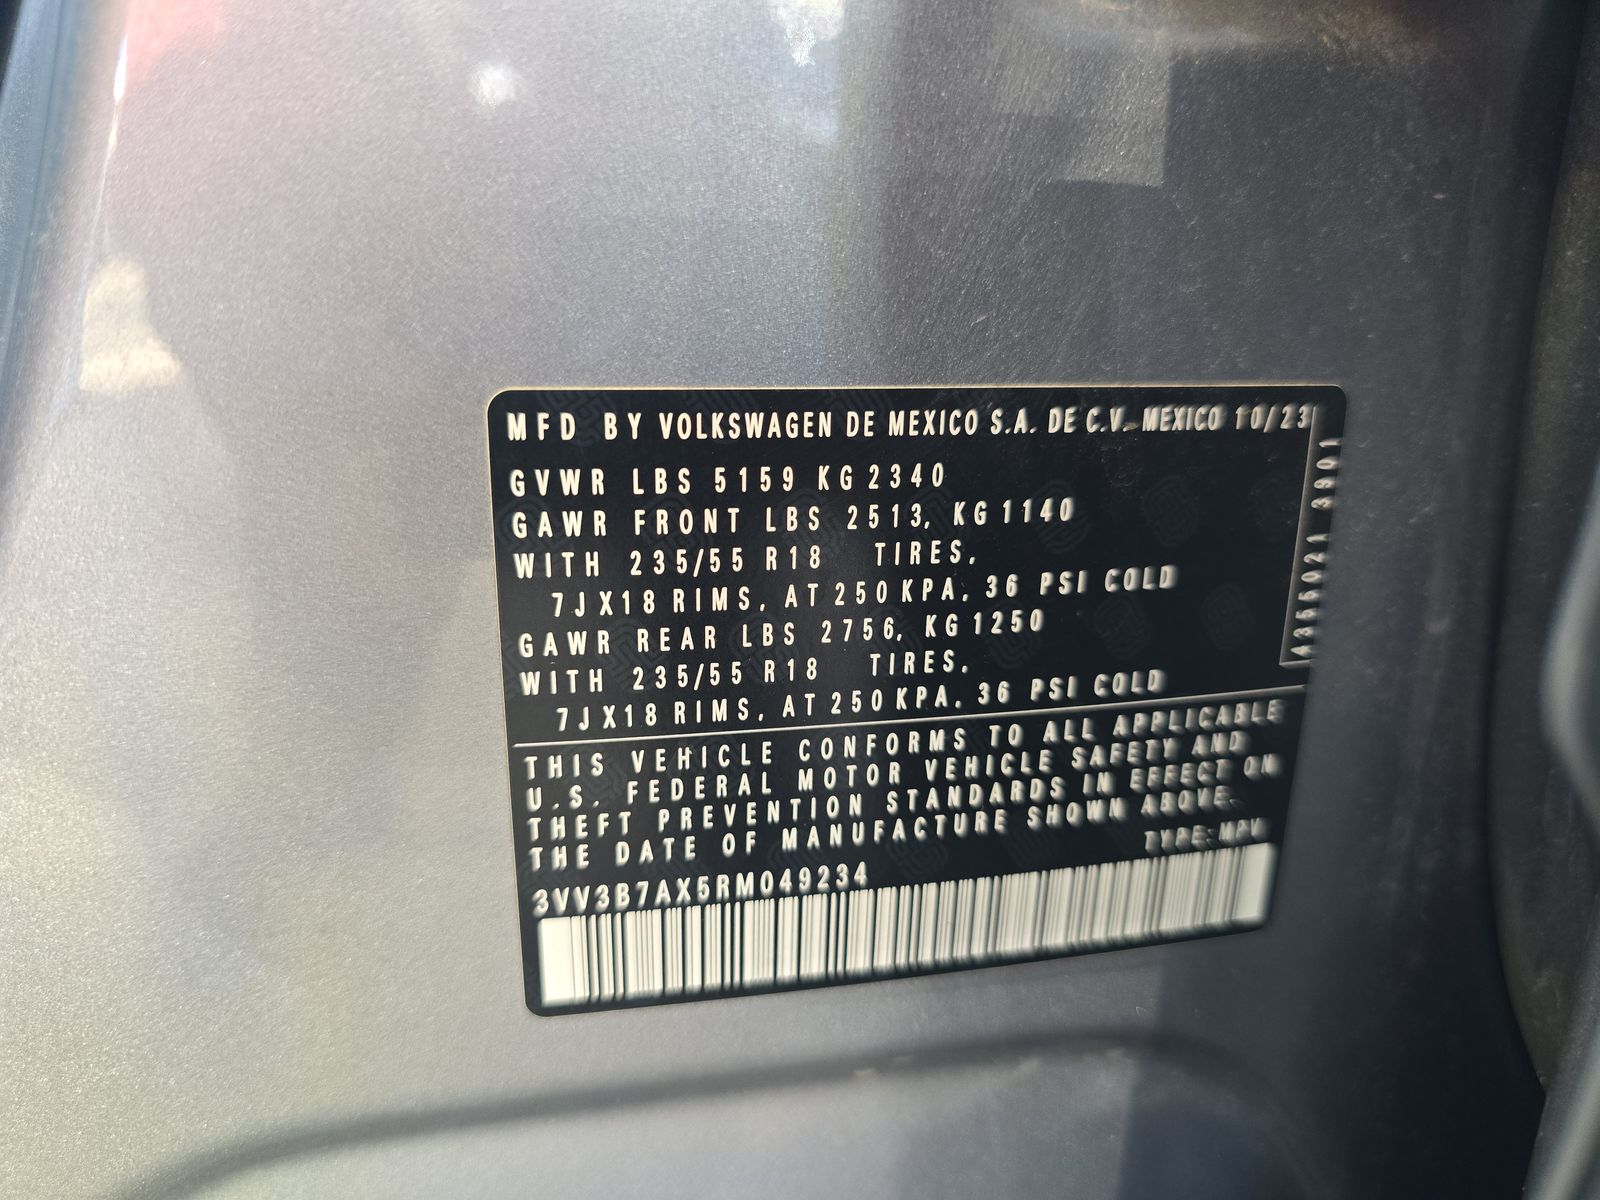 MFD BY VOLKSWAGEN DE MEXICO S.A. DE C.V. MEXICO 10/23
GVWR LBS 5159 KG 2340
GAWR FRONT LBS 2513, KG 1140
WITH 235/55 R18 TIRES,
7JX18 RIMS, AT 250 KPA, 36 PSI COLD
GAWR REAR LBS 2756, KG 1250
WITH 235/55 R18 TIRES,
7JX18 RIMS, AT 250 KPA, 36 PSI COLD
A3555021 3901
THIS VEHICLE CONFORMS TO ALL APPLICABLE
U.S. FEDERAL MOTOR VEHICLE SAFETY AND
THEFT PREVENTION STANDARDS IN EFFECT ON
THE DATE OF MANUFACTURE SHOWN ABOVE.
TYPE: MPV
3VV3B7AX5RM049234